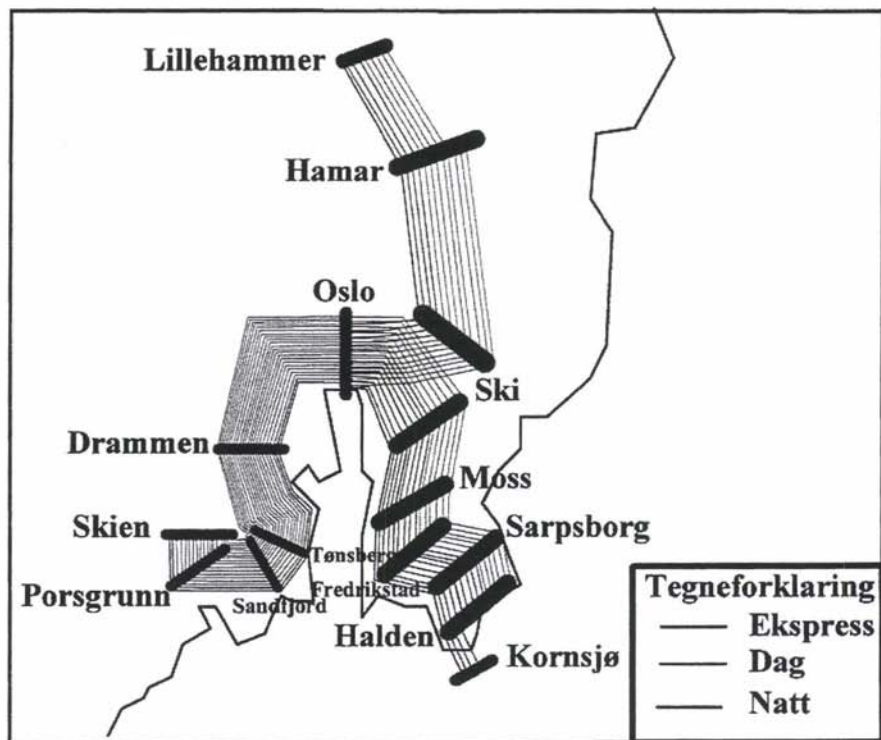 Lillehammer
Hamar
Oslo
Ski
Drammen
Moss
Skien
Sarpsborg
Tønsberg
Porsgrunn
Fredrikstad
Sandfjord
Halden
Kornsjø
Tegneforklaring
Ekspress
Dag
Natt